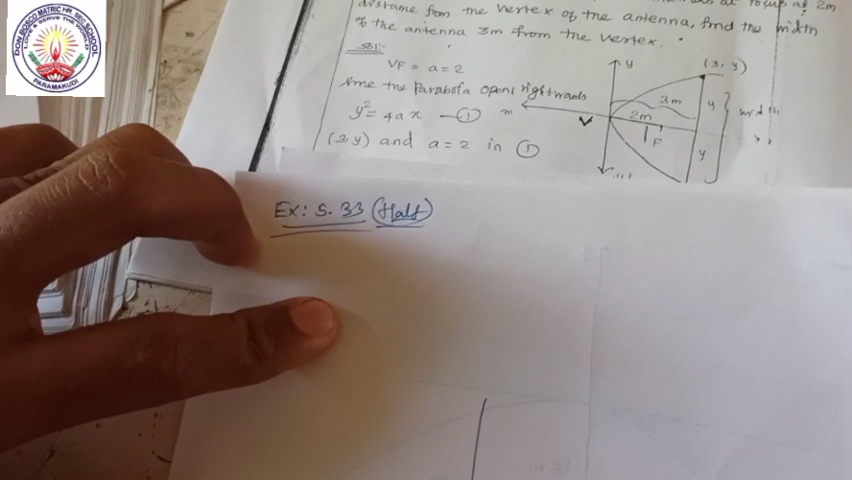 DON BOSCO MATRIC HR. SEC SCHOOL
PARAMAKUDI
2m
distance from the vertex of the antenna, find the width
of the antenna 3m from the vertex.
Sol:
VF = a = 2
the Parabola opens rightwards
y² = 4ax —①
(3, y) and a = 2 in ①
y
(3, y)
3m
2m
V
F
y
y
width
Ex: 5.33 (Half)